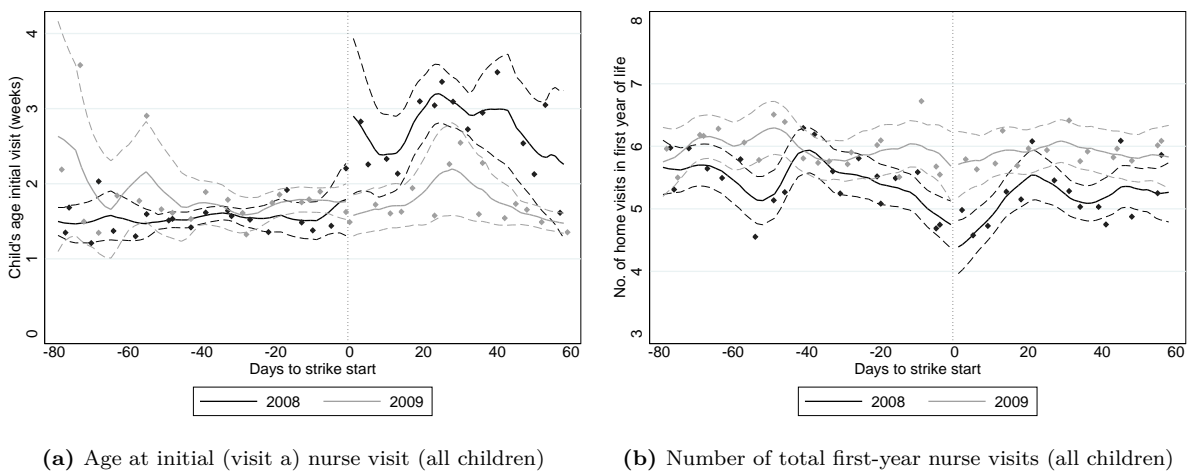 4
3
2
1
0
Child's age initial visit (weeks)
-80 -60 -40 -20 0 20 40 60
Days to strike start
2008 2009
(a) Age at initial (visit a) nurse visit (all children)
8
7
6
5
4
3
No. of home visits in first year of life
-80 -60 -40 -20 0 20 40 60
Days to strike start
2008 2009
(b) Number of total first-year nurse visits (all children)